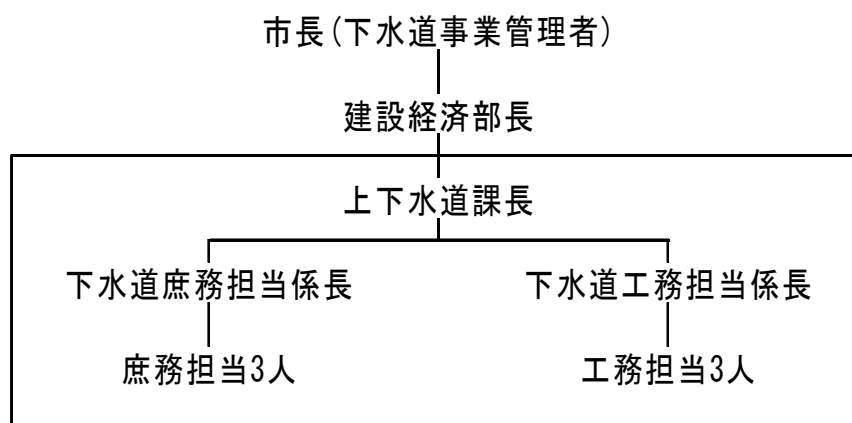 市長(下水道事業管理者)
建設経済部長
上下水道課長
下水道庶務担当係長
下水道工務担当係長
庶務担当3人
工務担当3人